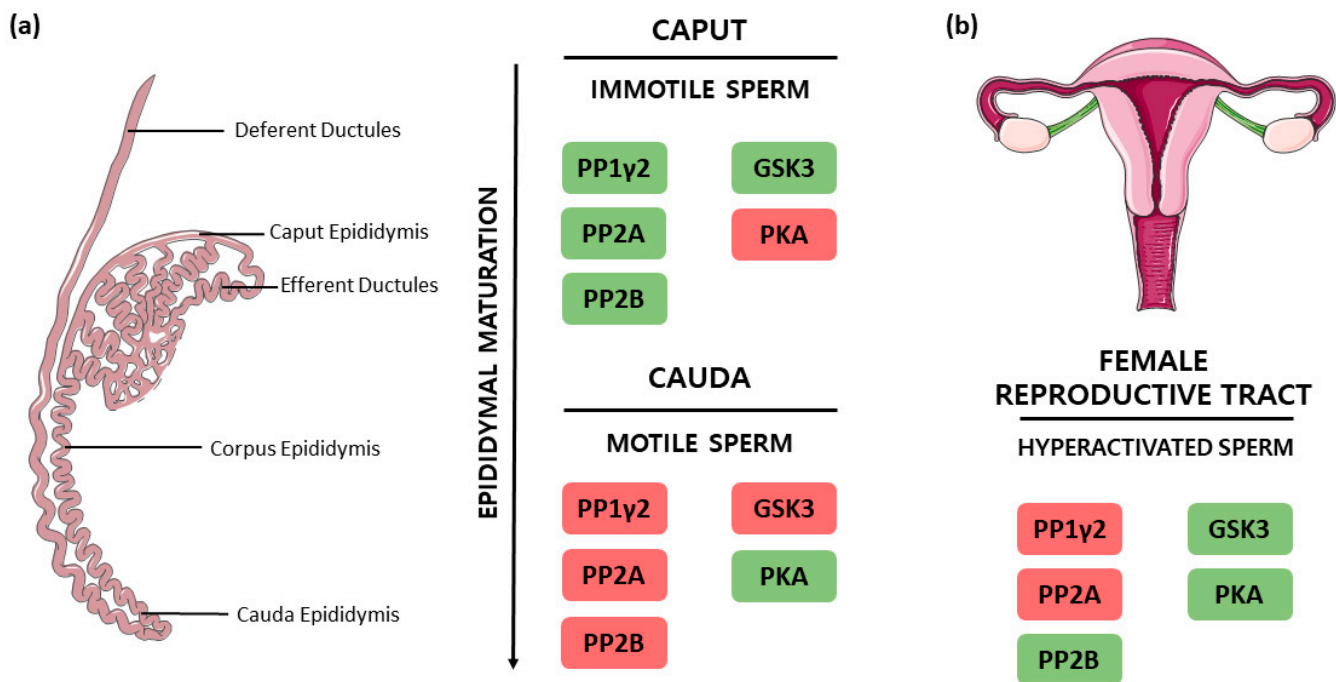 (a)
Deferent Ductules
Caput Epididymis
Efferent Ductules
Corpus Epididymis
Cauda Epididymis
EPIDIDYMAL MATURATION
CAPUT
IMMOTILE SPERM
PP1γ2
GSK3
PP2A
PKA
PP2B
CAUDA
MOTILE SPERM
PP1γ2
GSK3
PP2A
PKA
PP2B
(b)
FEMALE
REPRODUCTIVE TRACT
HYPERACTIVATED SPERM
PP1γ2
GSK3
PP2A
PKA
PP2B